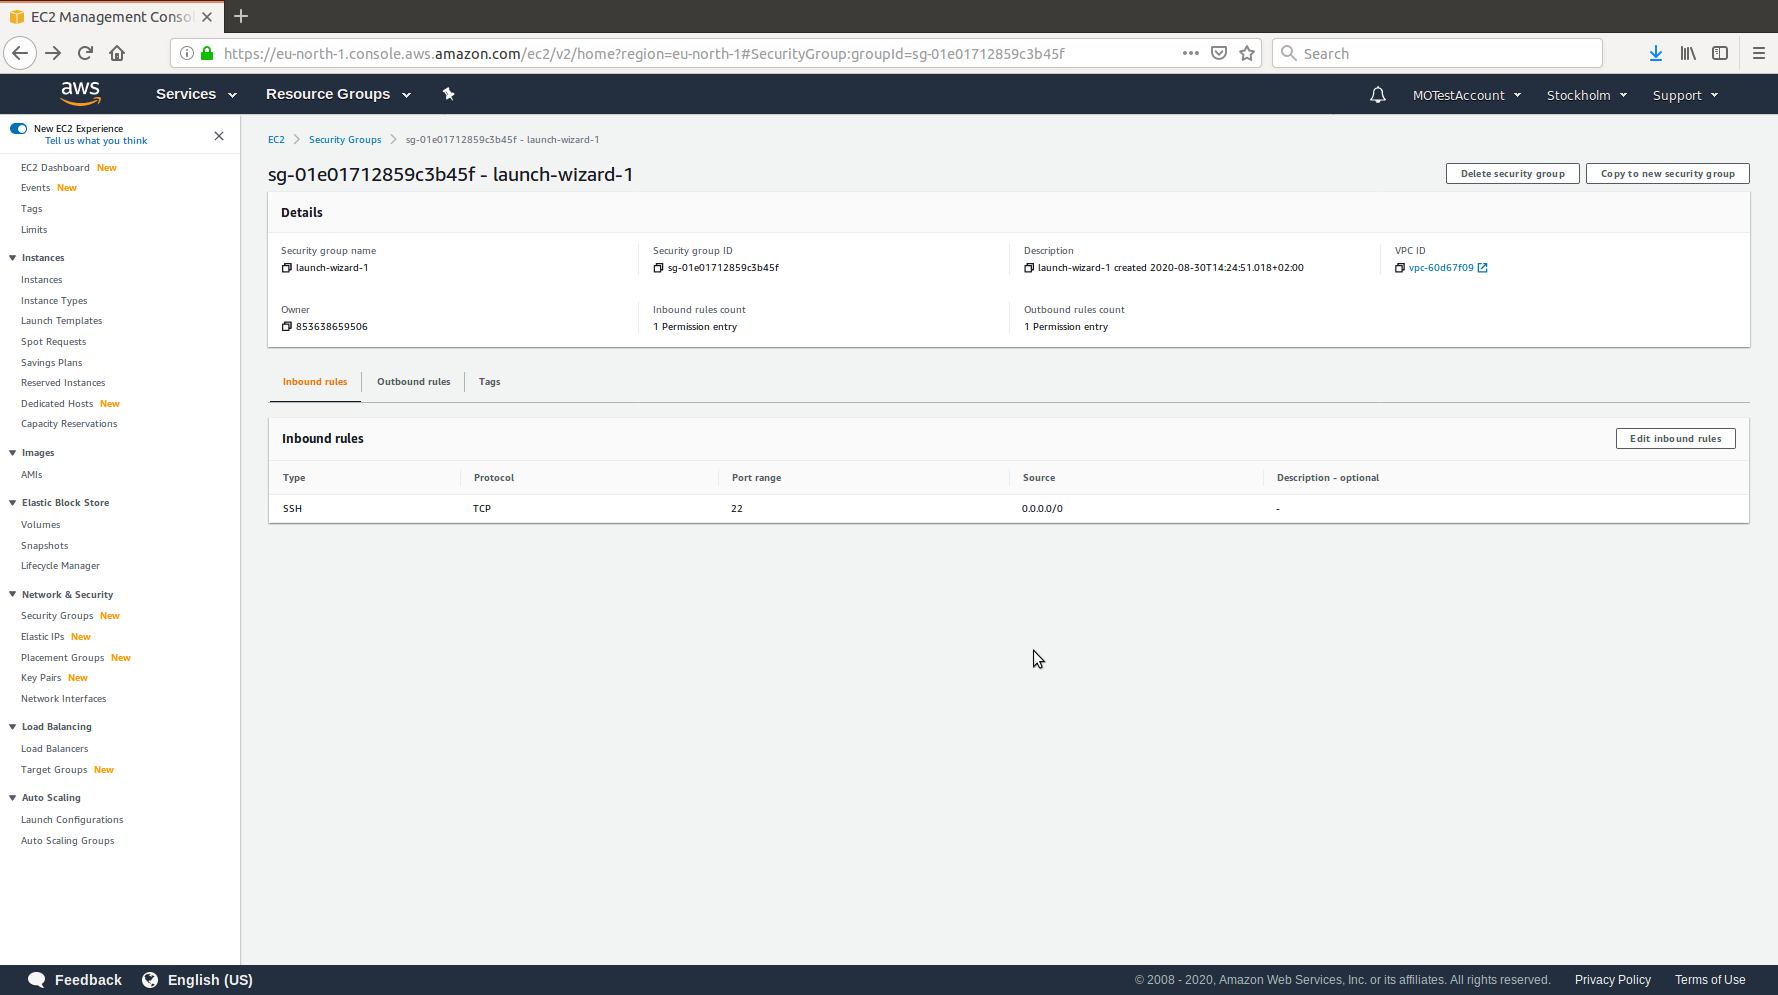 EC2 Management Conso
https://eu-north-1.console.aws.amazon.com/ec2/v2/home?region=eu-north-1#SecurityGroup:groupId=sg-01e01712859c3b45f
Search
aws
Services
Resource Groups
MOTestAccount
Stockholm
Support
New EC2 Experience
Tell us what you think
EC2 Dashboard New
Events New
Tags
Limits
Instances
Instances
Instance Types
Launch Templates
Spot Requests
Savings Plans
Reserved Instances
Dedicated Hosts New
Capacity Reservations
Images
AMIs
Elastic Block Store
Volumes
Snapshots
Lifecycle Manager
Network & Security
Security Groups New
Elastic IPs New
Placement Groups New
Key Pairs New
Network Interfaces
Load Balancing
Load Balancers
Target Groups New
Auto Scaling
Launch Configurations
Auto Scaling Groups
EC2 > Security Groups > sg-01e01712859c3b45f - launch-wizard-1
sg-01e01712859c3b45f - launch-wizard-1
Delete security group
Copy to new security group
Details
Security group name
launch-wizard-1
Security group ID
sg-01e01712859c3b45f
Description
launch-wizard-1 created 2020-08-30T14:24:51.018+02:00
VPC ID
vpc-60d67f09
Owner
853638659506
Inbound rules count
1 Permission entry
Outbound rules count
1 Permission entry
Inbound rules
Outbound rules
Tags
Inbound rules
Edit inbound rules
Type Protocol Port range Source Description - optional
SSH TCP 22 0.0.0.0/0 -
Feedback
English (US)
© 2008 - 2020, Amazon Web Services, Inc. or its affiliates. All rights reserved.
Privacy Policy
Terms of Use